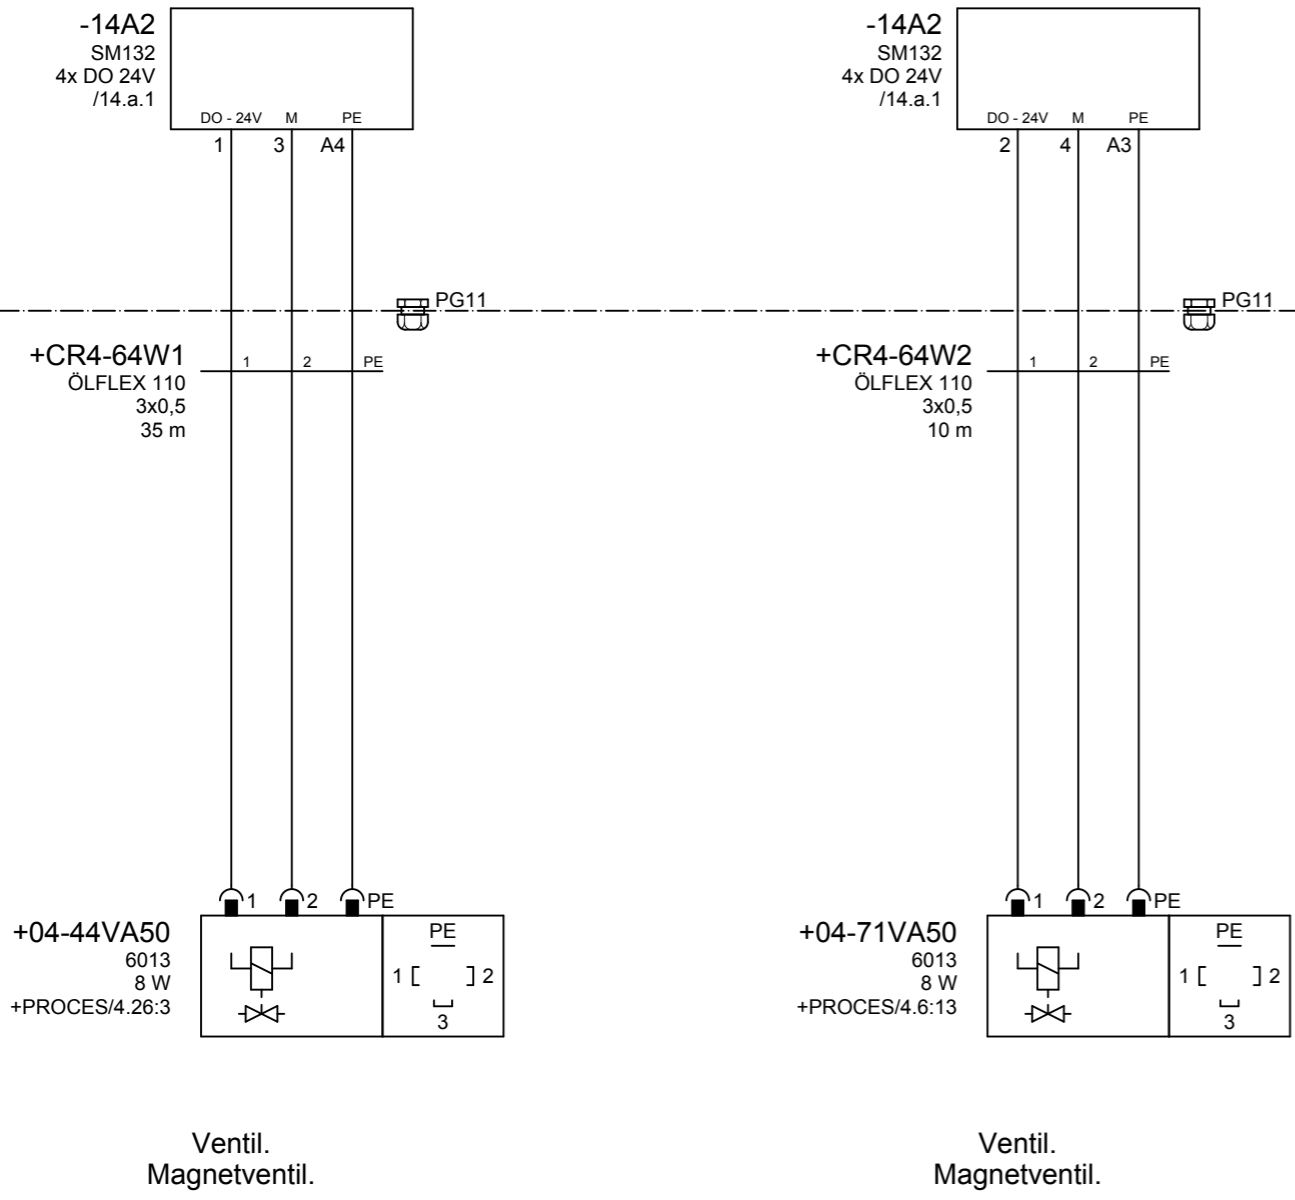 -14A2
SM132
4x DO 24V
/14.a.1
DO - 24V M PE
1 3 A4
PG11
+CR4-64W1
ÖLFLEX 110
3x0,5
35 m
1 2 PE
1 2 PE
+04-44VA50
6013
8 W
+PROCES/4.26:3
PE
1 2
3
Ventil.
Magnetventil.
-14A2
SM132
4x DO 24V
/14.a.1
DO - 24V M PE
2 4 A3
PG11
+CR4-64W2
ÖLFLEX 110
3x0,5
10 m
1 2 PE
1 2 PE
+04-71VA50
6013
8 W
+PROCES/4.6:13
PE
1 2
3
Ventil.
Magnetventil.